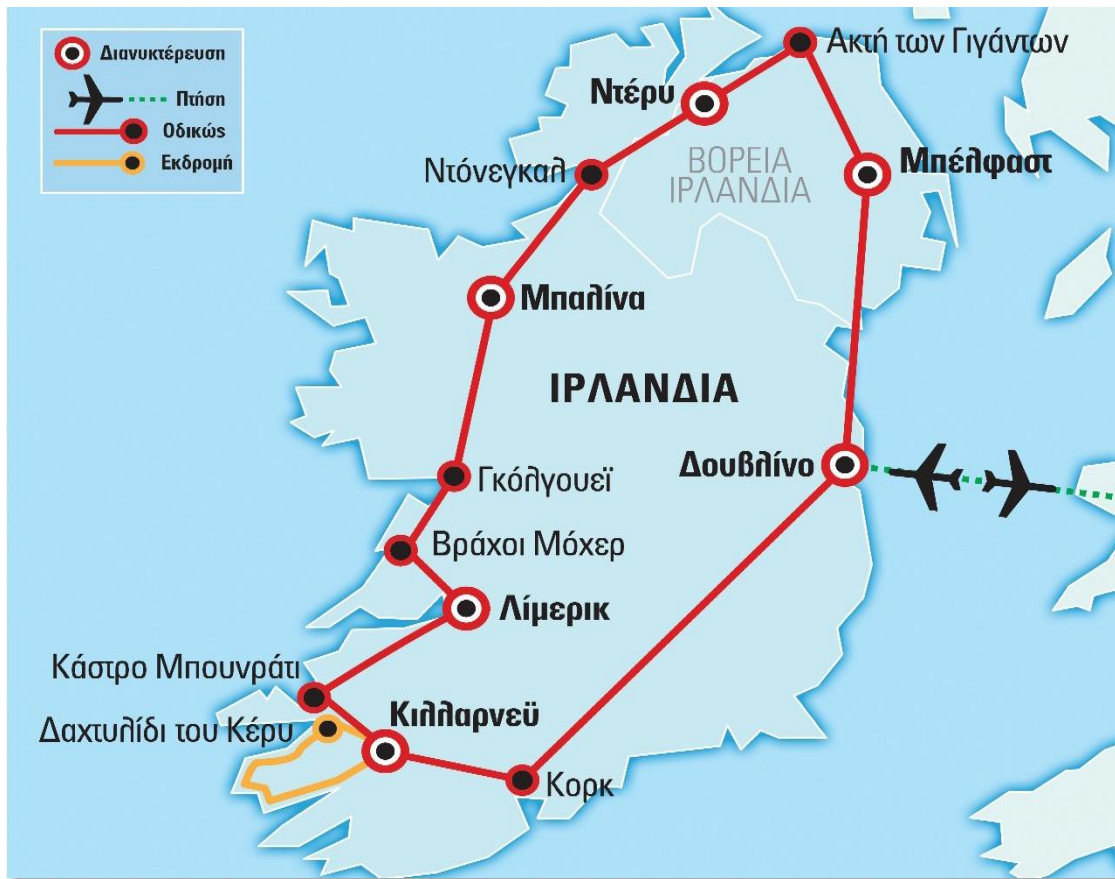 Διανυκτέρευση
Πτήση
Οδικώς
Εκδρομή
Ακτή των Γιγάντων
Ντέρυ
Ντόνεγκαλ
ΒΟΡΕΙΑ
ΙΡΛΑΝΔΙΑ
Μπέλφαστ
Μπαλίνα
ΙΡΛΑΝΔΙΑ
Δουβλίνο
Γκόλγουεϊ
Βράχοι Μόχερ
Λίμερικ
Κάστρο Μπουνράτι
Κιλλαρνεϋ
Δαχτυλίδι του Κέρυ
Κορκ